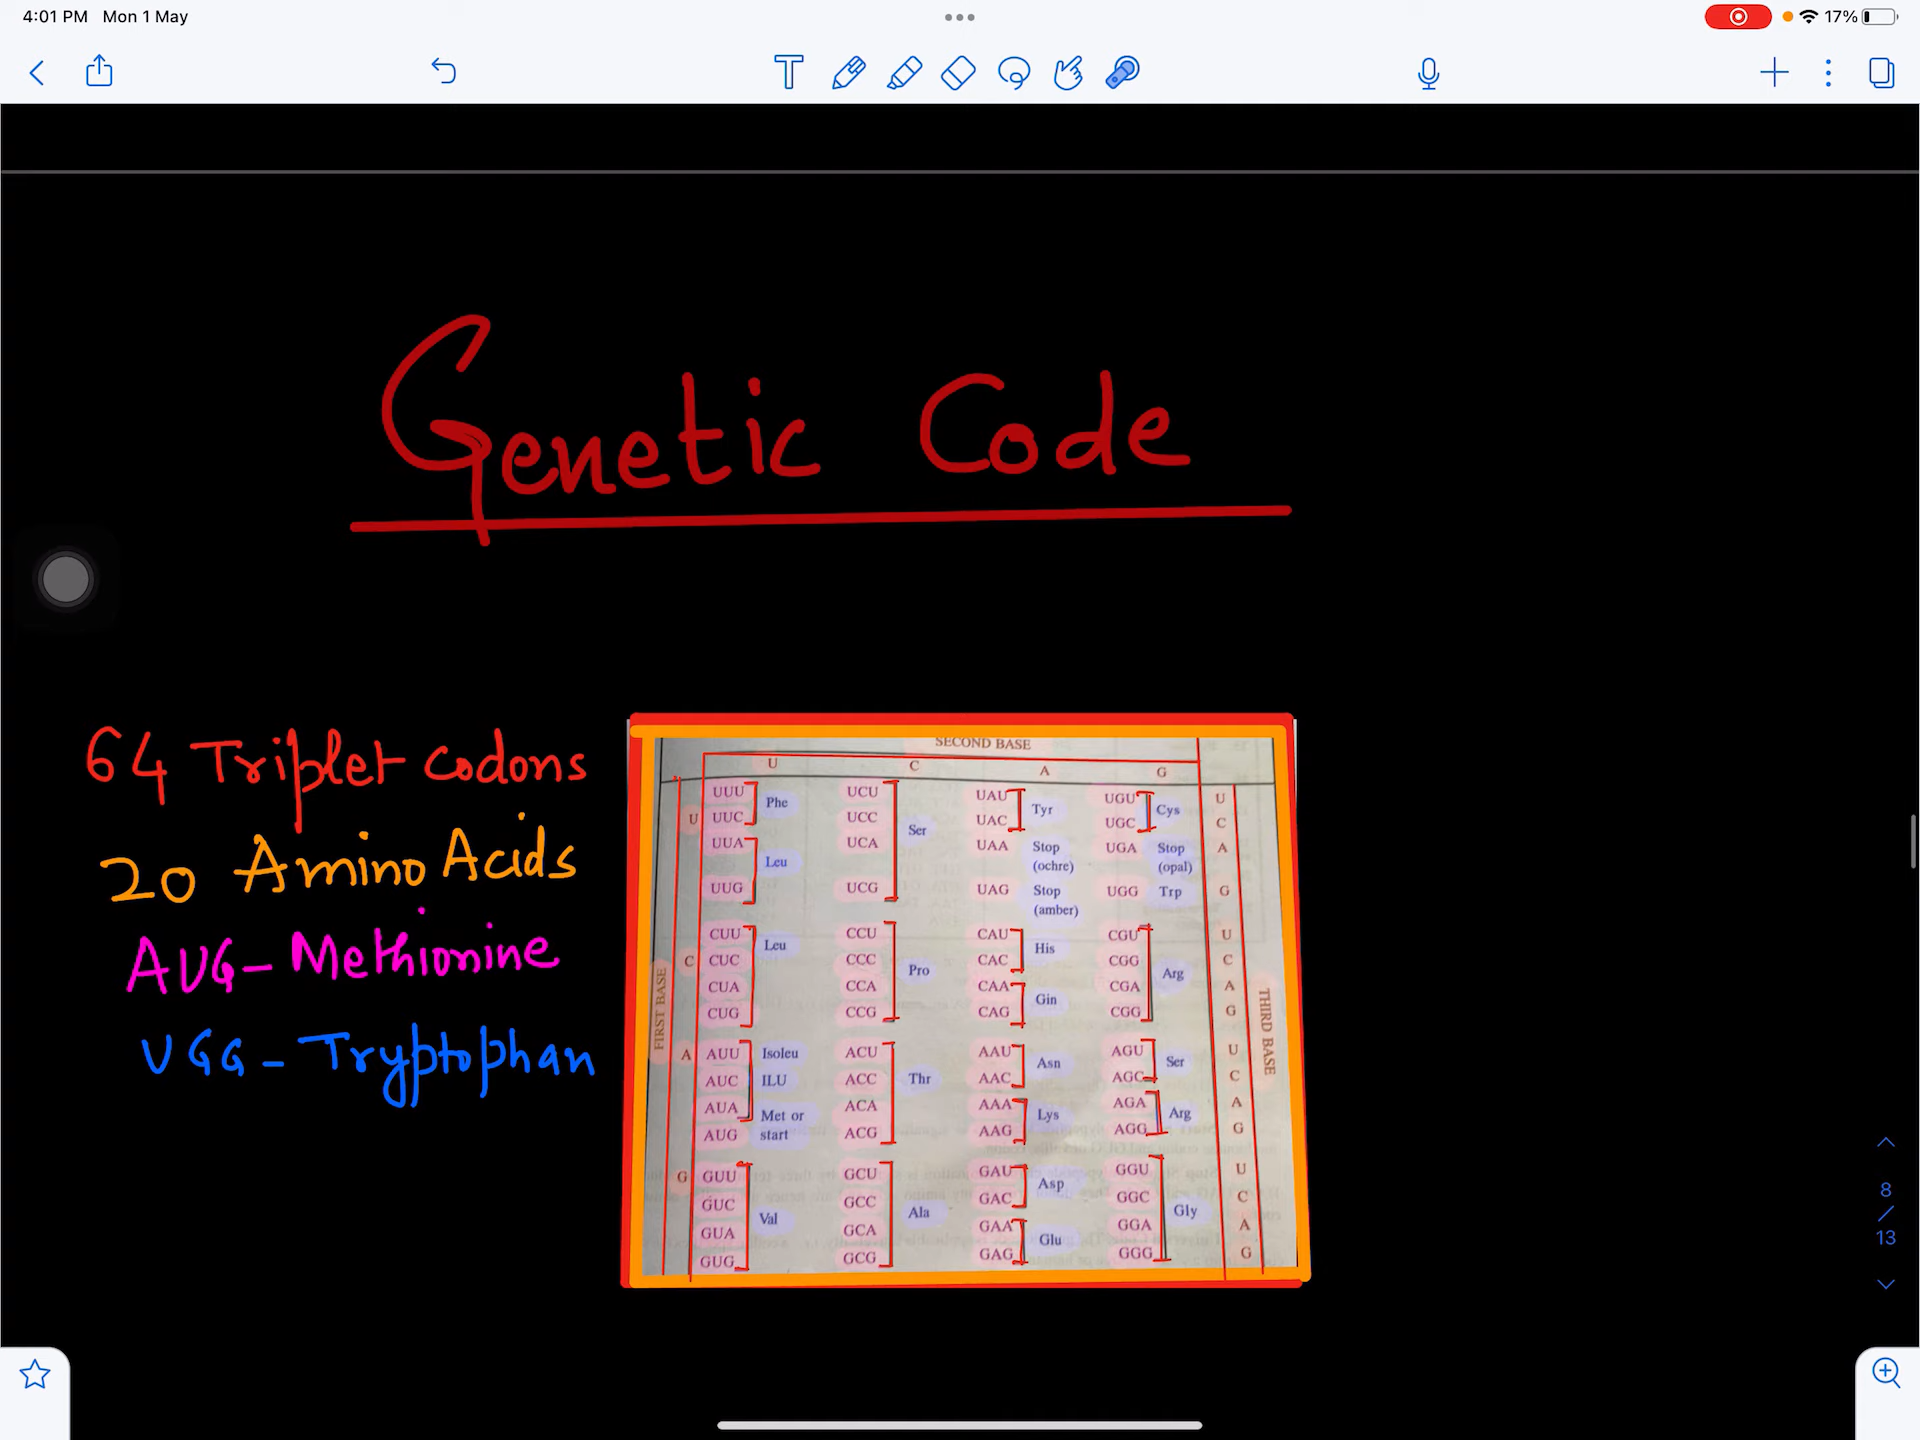 4:01 PM Mon 1 May
17%
T
Genetic Code
64 Triplet codons
20 Amino Acids
AUG - Methionine
UGG - Tryptophan
SECOND BASE
U C A G
UUU Phe UCU UAU Tyr UGU Cys U
U UUC UCC Ser UAC UGC C
UUA Leu UCA UAA Stop (ochre) UGA Stop (opal) A
UUG UCG UAG Stop (amber) UGG Trp G
CUU Leu CCU CAU His CGU U
C CUC CCC Pro CAC CGG Arg C
CUA CCA CAA Gin CGA A
CUG CCG CAG CGG G
A AUU Isoleu ACU AAU Asn AGU Ser U
AUC ILU ACC Thr AAC AGC C
AUA Met or ACA AAA Lys AGA Arg A
AUG start ACG AAG AGG G
G GUU GCU GAU Asp GGU U
GUC Val GCC Ala GAC GGC Gly C
GUA GCA GAA Glu GGA A
GUG GCG GAG GGG G
FIRST BASE
THIRD BASE
8
/
13